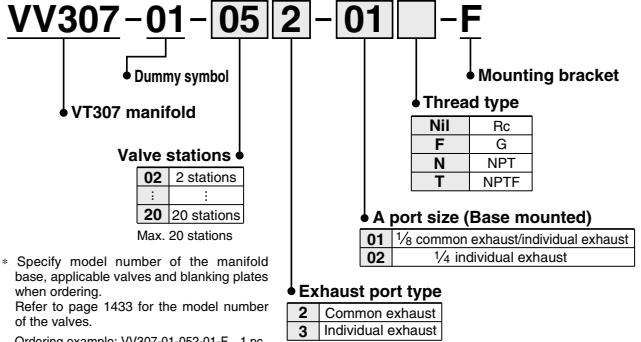 VV307-01-052-01□-F
Dummy symbol
Mounting bracket
VT307 manifold
Thread type
Nil Rc
F G
N NPT
T NPTF
Valve stations
02 2 stations
⋮ ⋮
20 20 stations
Max. 20 stations
A port size (Base mounted)
01 1/8 common exhaust/individual exhaust
02 1/4 individual exhaust
* Specify model number of the manifold
base, applicable valves and blanking plates
when ordering.
Refer to page 1433 for the model number
of the valves.
Exhaust port type
2 Common exhaust
3 Individual exhaust
Ordering example: VV307-01-052-01-F 1 pc